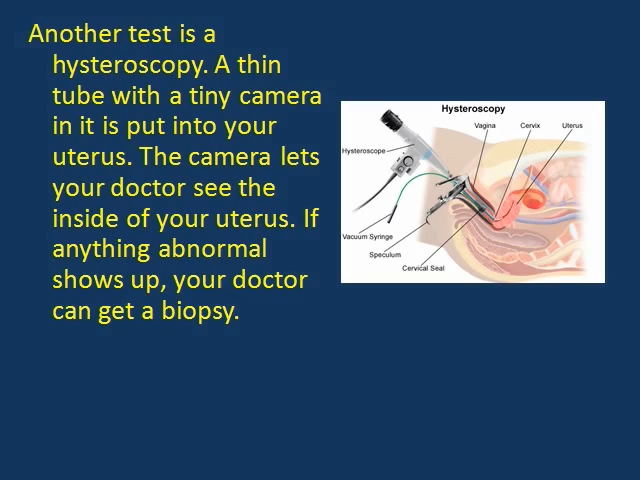 Another test is a
hysteroscopy. A thin
tube with a tiny camera
in it is put into your
uterus. The camera lets
your doctor see the
inside of your uterus. If
anything abnormal
shows up, your doctor
can get a biopsy.
Hysteroscopy
Vagina
Cervix
Uterus
Hysteroscope
Vacuum Syringe
Speculum
Cervical Seal